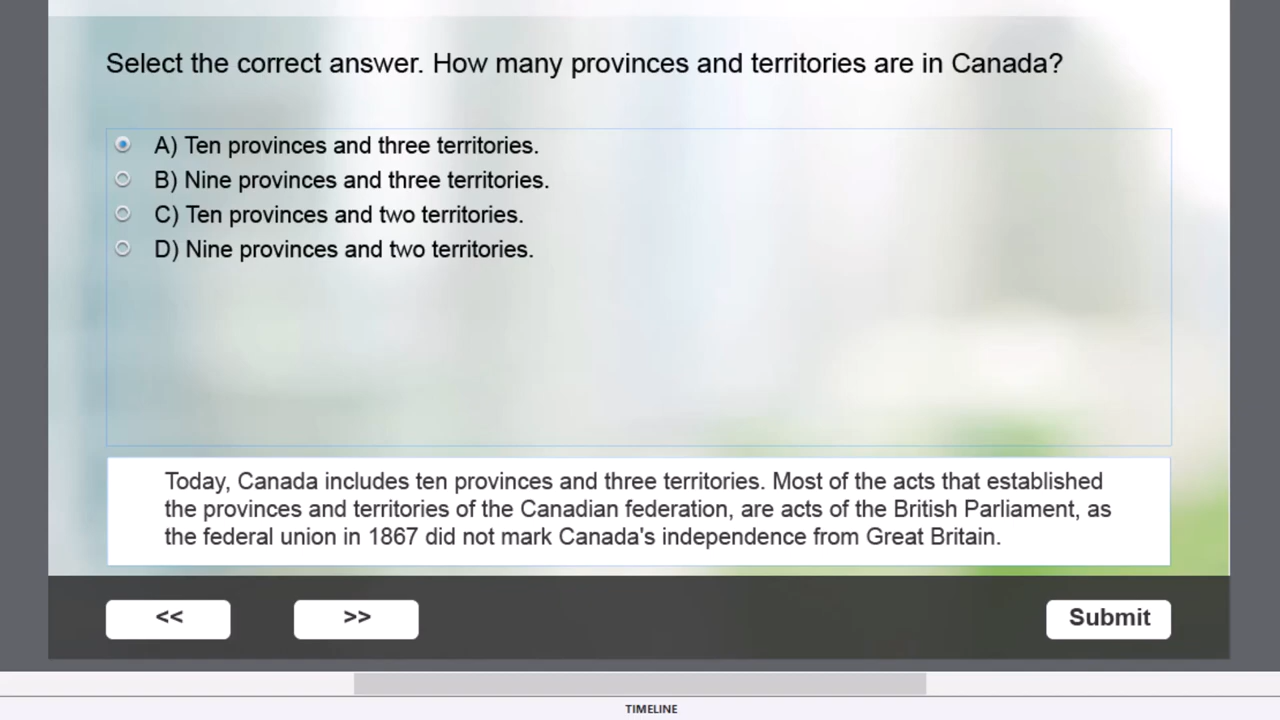 Select the correct answer. How many provinces and territories are in Canada?
A) Ten provinces and three territories.
B) Nine provinces and three territories.
C) Ten provinces and two territories.
D) Nine provinces and two territories.
Today, Canada includes ten provinces and three territories. Most of the acts that established
the provinces and territories of the Canadian federation, are acts of the British Parliament, as
the federal union in 1867 did not mark Canada's independence from Great Britain.
<< >> Submit
TIMELINE